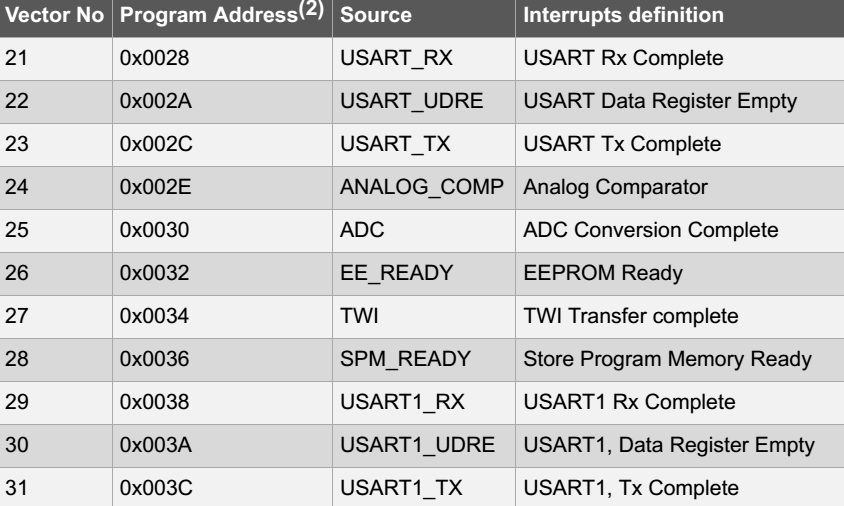 Vector No Program Address(2) Source Interrupts definition
21 0x0028 USART_RX USART Rx Complete
22 0x002A USART_UDRE USART Data Register Empty
23 0x002C USART_TX USART Tx Complete
24 0x002E ANALOG_COMP Analog Comparator
25 0x0030 ADC ADC Conversion Complete
26 0x0032 EE_READY EEPROM Ready
27 0x0034 TWI TWI Transfer complete
28 0x0036 SPM_READY Store Program Memory Ready
29 0x0038 USART1_RX USART1 Rx Complete
30 0x003A USART1_UDRE USART1, Data Register Empty
31 0x003C USART1_TX USART1, Tx Complete